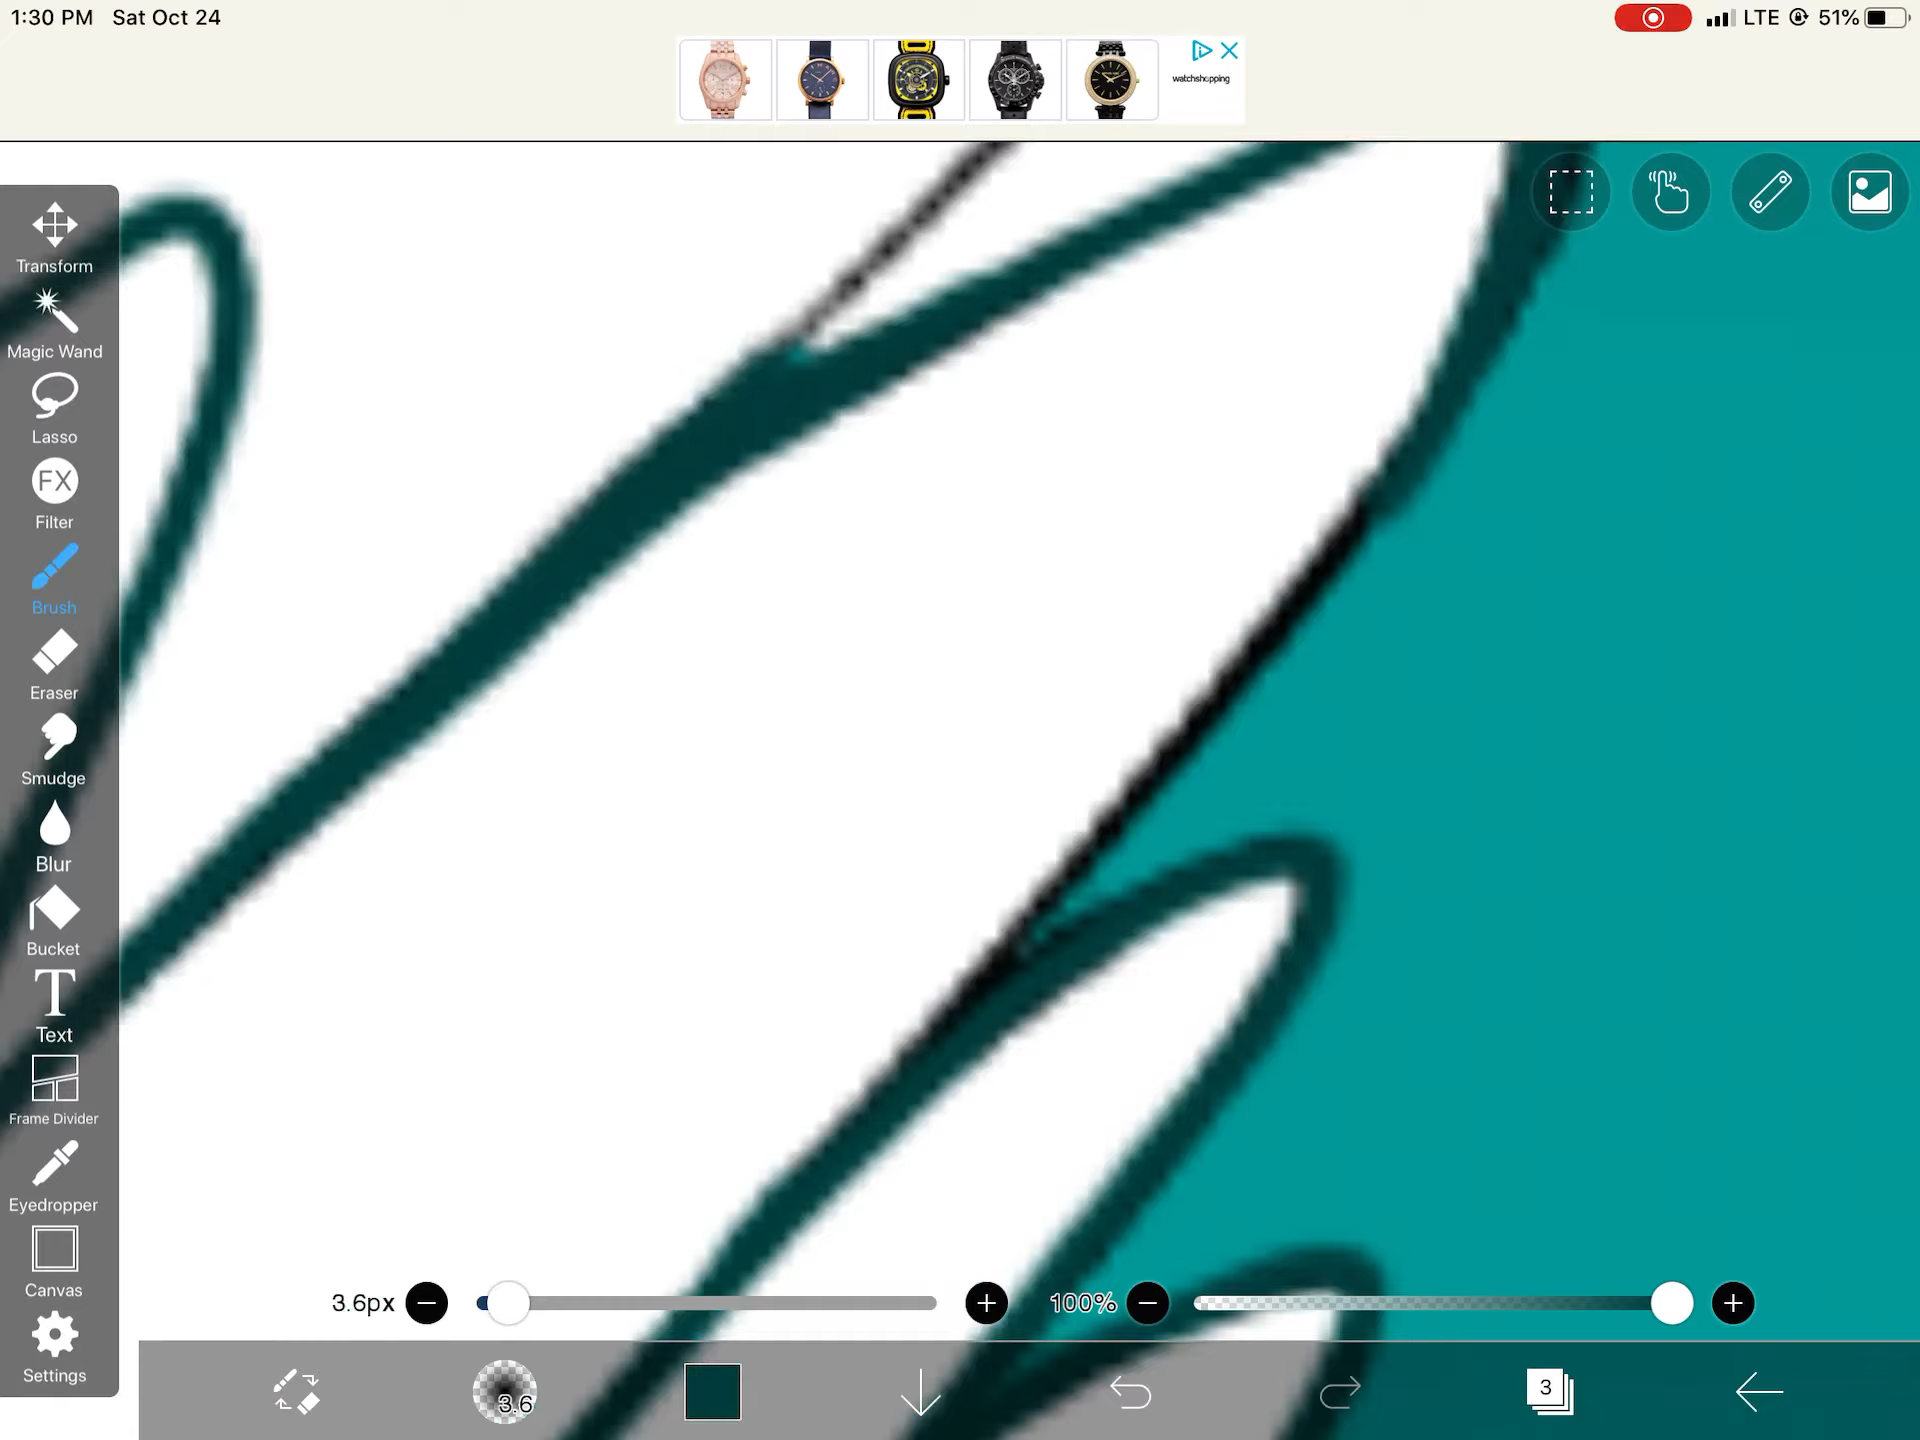 1:30 PM Sat Oct 24
LTE 51%
watchshopping
Transform
Magic Wand
Lasso
FX
Filter
Brush
Eraser
Smudge
Blur
Bucket
T
Text
Frame Divider
Eyedropper
Canvas
Settings
3.6px
100%
3.6
3